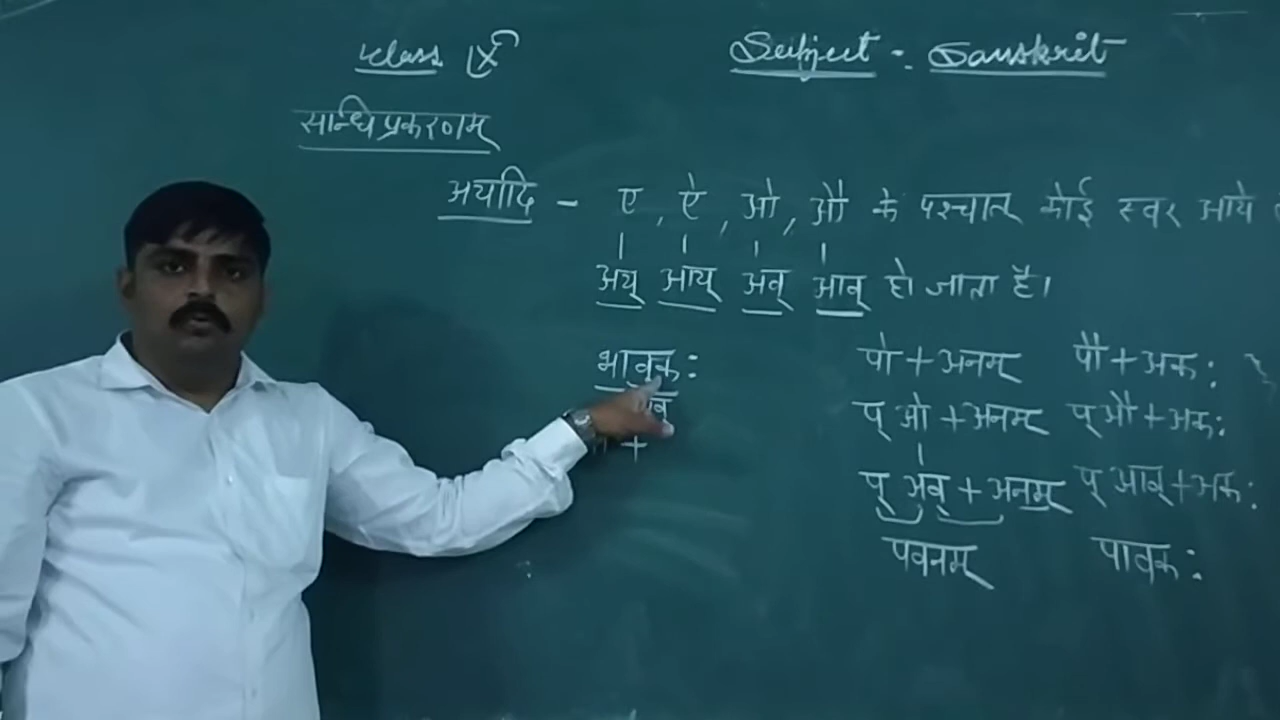 class IX Subject :- Sanskrit
सान्धिप्रकरणम्
अयादि - ए, ऐ, ओ, औ के पश्चात् कोई स्वर आये
अय् आय् अव् आव् हो जाता है।
भावकः पो + अनम् पौ + अकः
प् ओ + अनम् प् औ + अकः
+
प् अव् + अनम् प् आव् + अकः
पवनम् पावकः